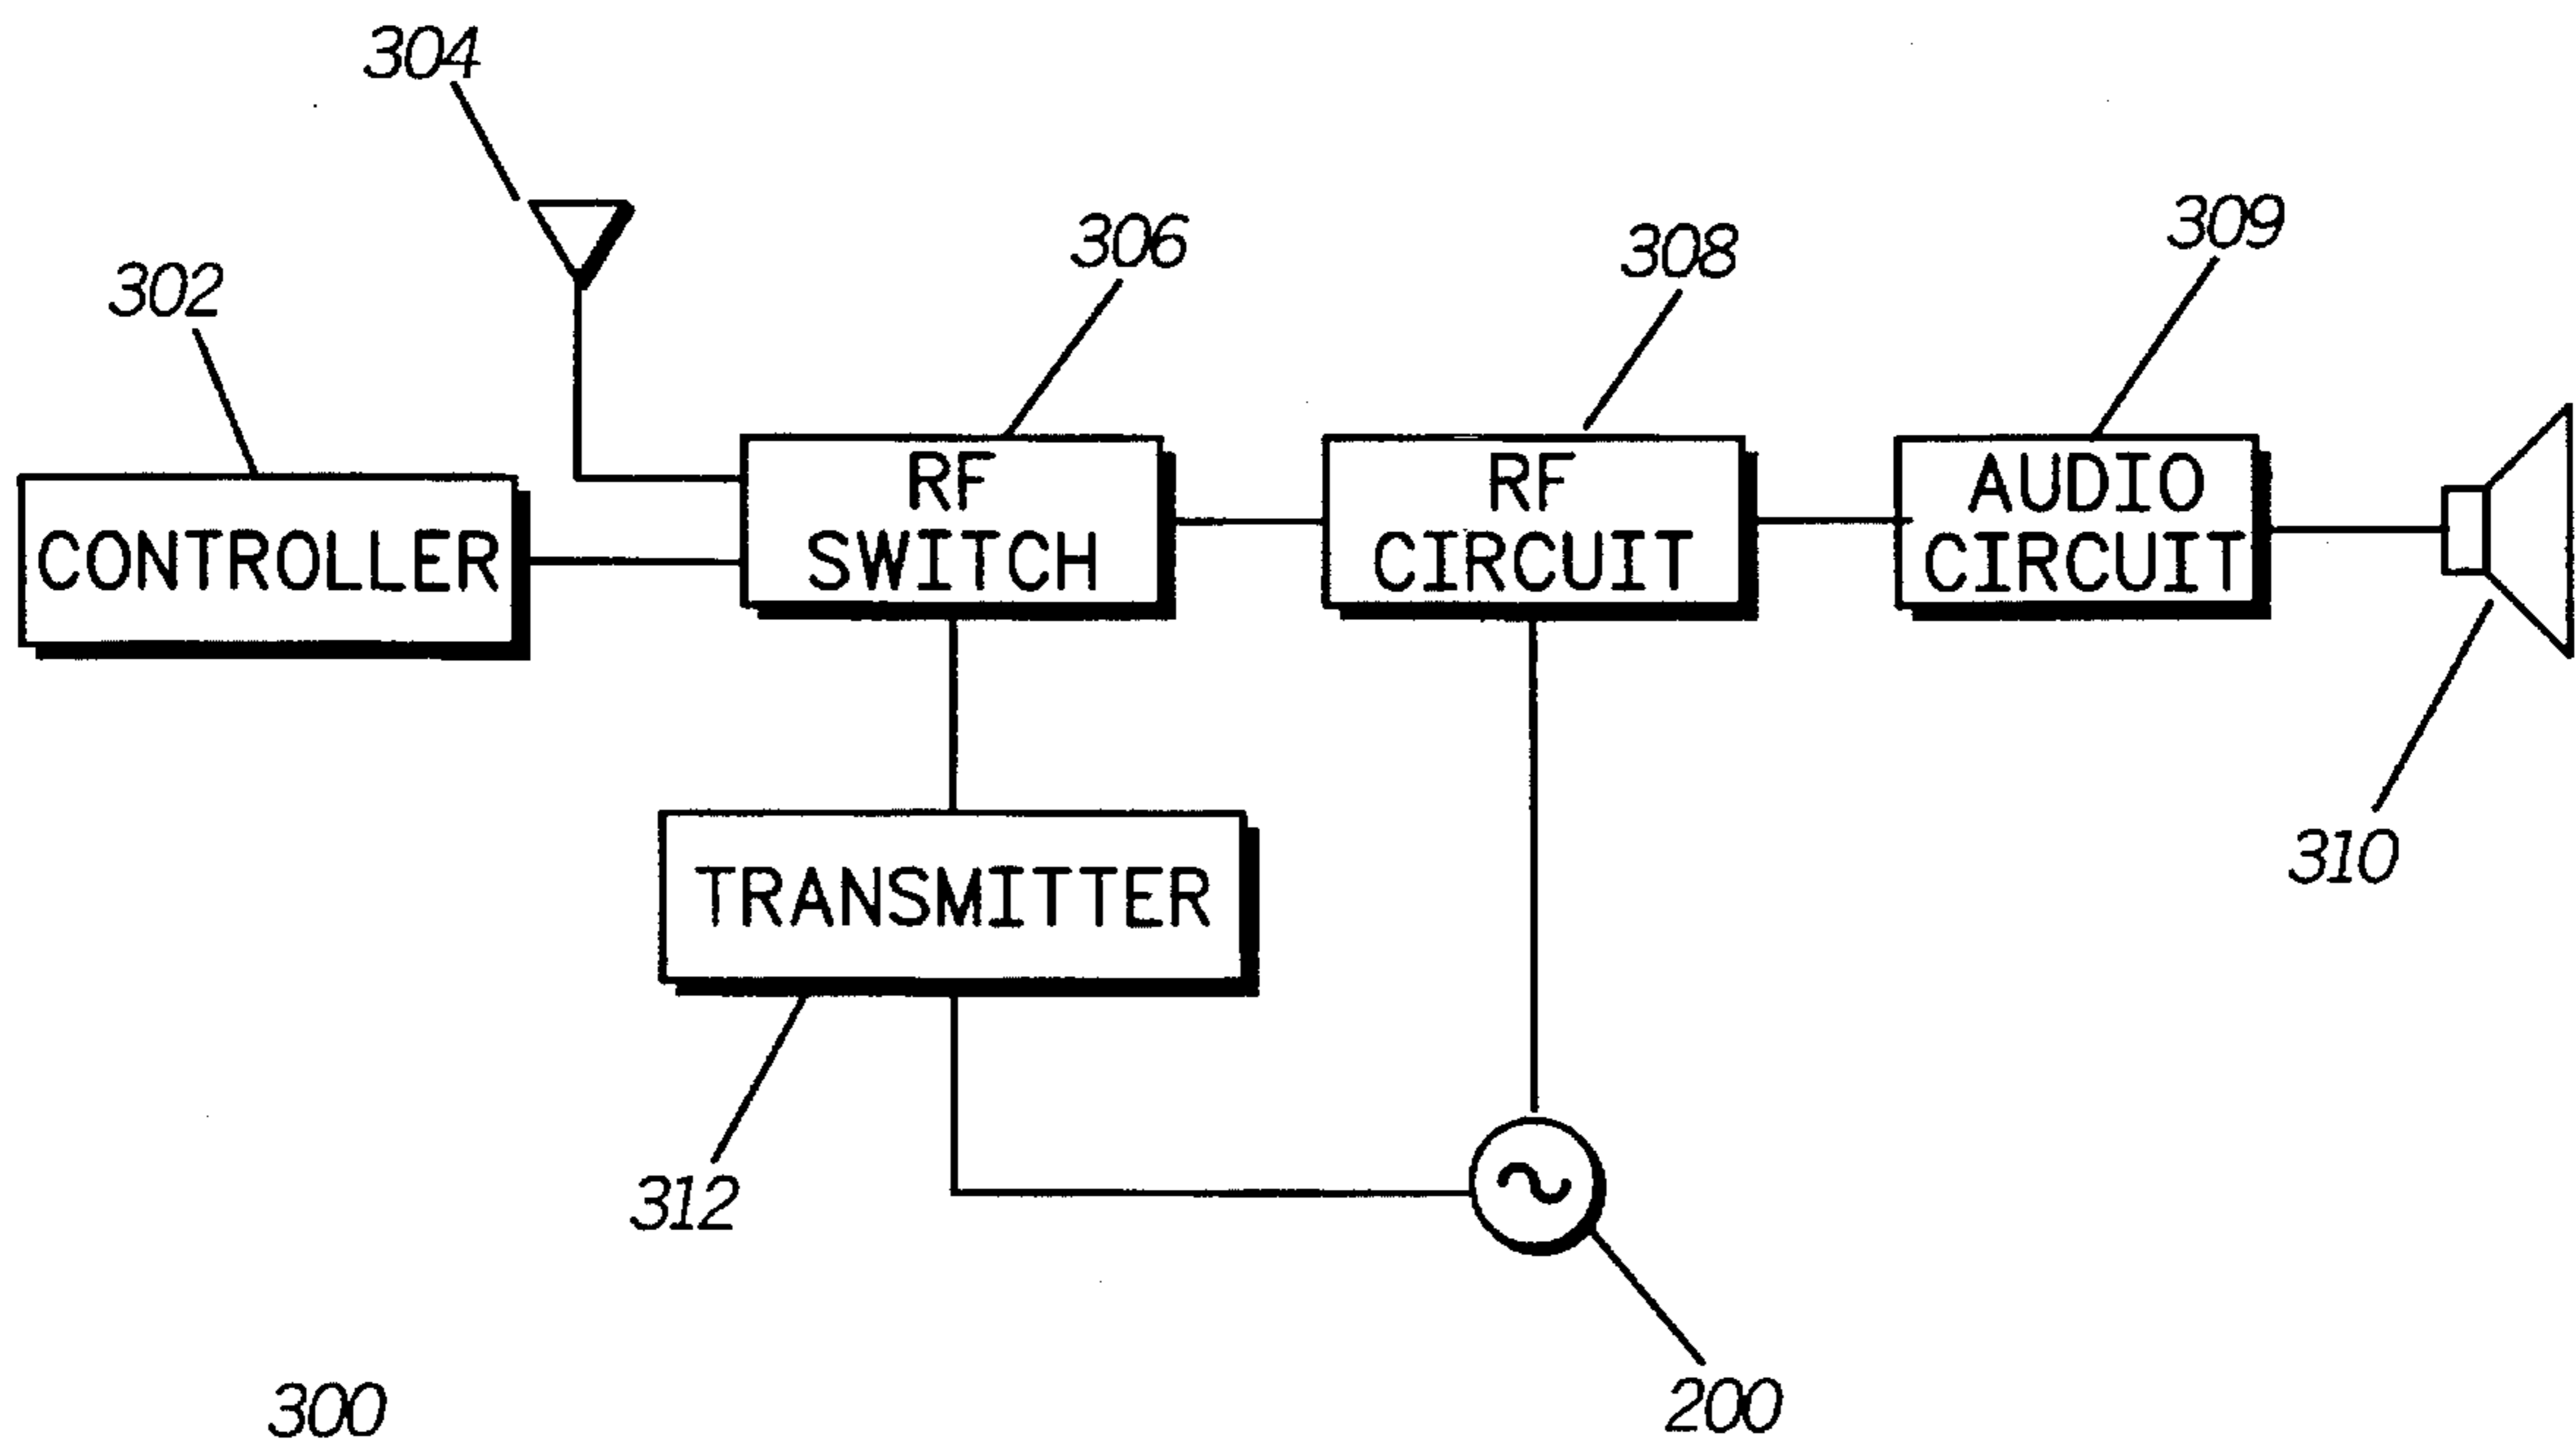 304
302
306
308
309
CONTROLLER
RF
SWITCH
RF
CIRCUIT
AUDIO
CIRCUIT
310
TRANSMITTER
312
200
300